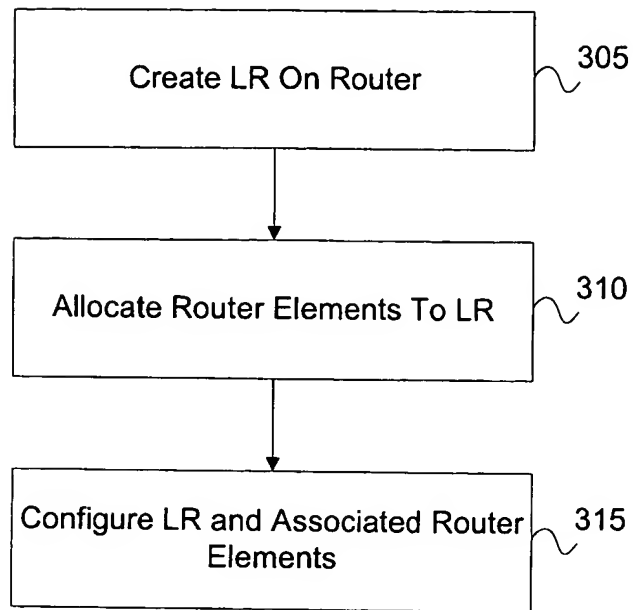 Create LR On Router
305
Allocate Router Elements To LR
310
Configure LR and Associated Router
Elements
315